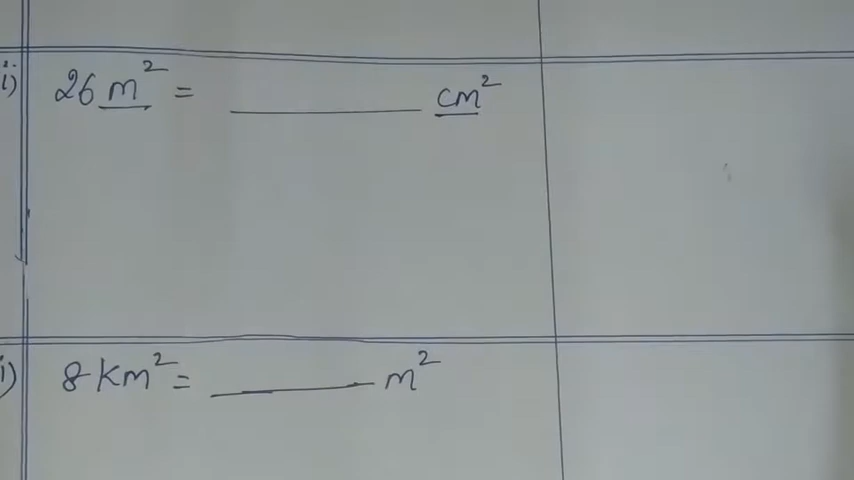 i) 26 m² = ________ cm²
i) 8 Km² = ________ m²